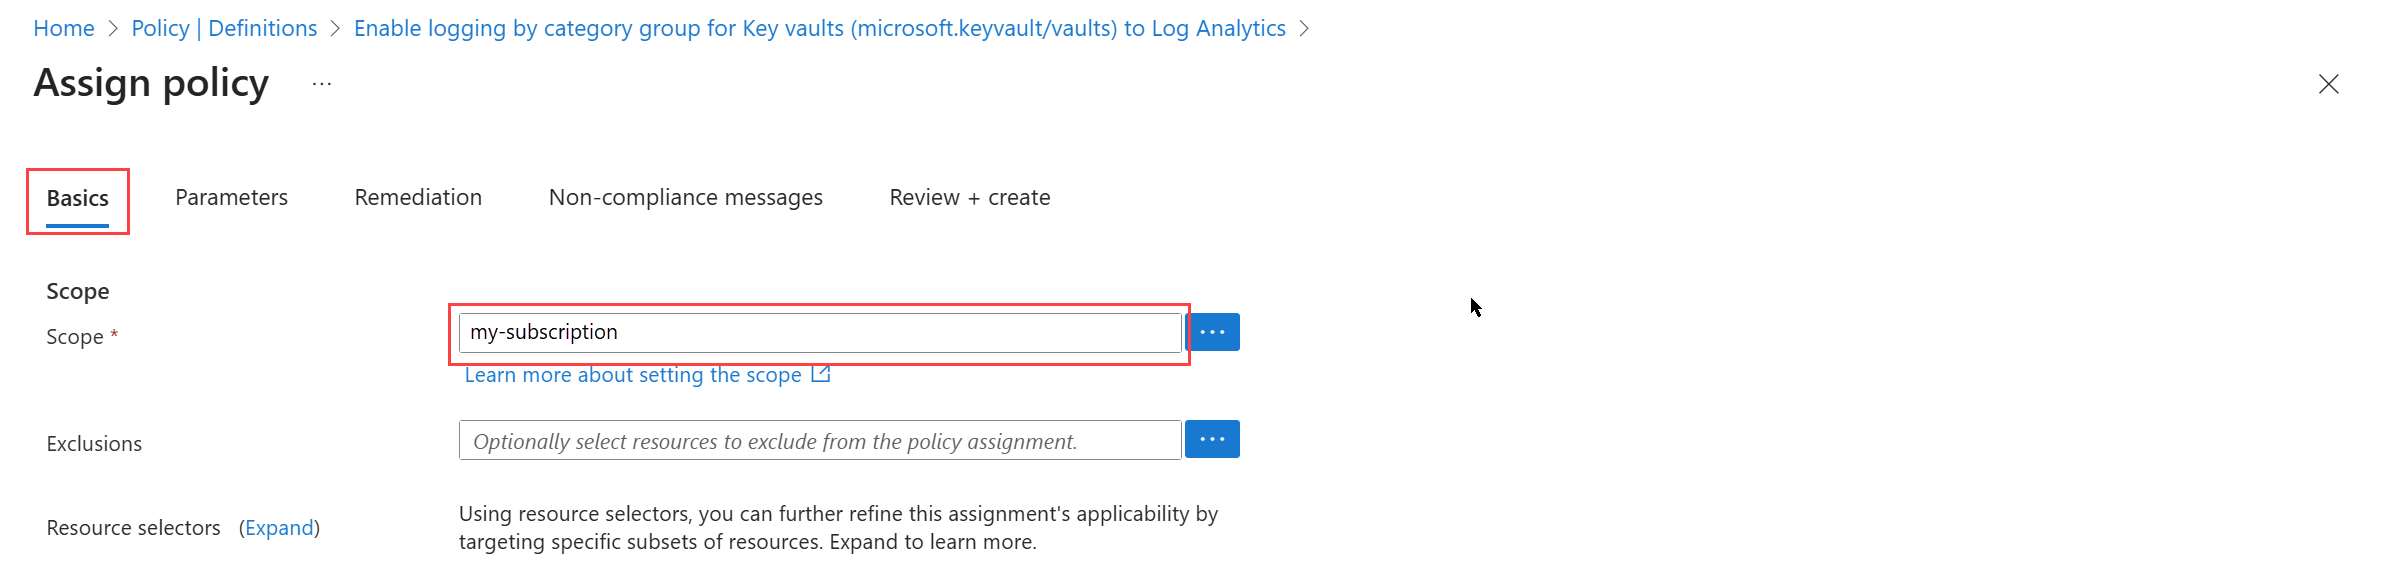 Home > Policy | Definitions > Enable logging by category group for Key vaults (microsoft.keyvault/vaults) to Log Analytics >
Assign policy ...
Basics Parameters Remediation Non-compliance messages Review + create
Scope
Scope * my-subscription ...
Learn more about setting the scope
Exclusions Optionally select resources to exclude from the policy assignment. ...
Resource selectors (Expand) Using resource selectors, you can further refine this assignment's applicability by
targeting specific subsets of resources. Expand to learn more.